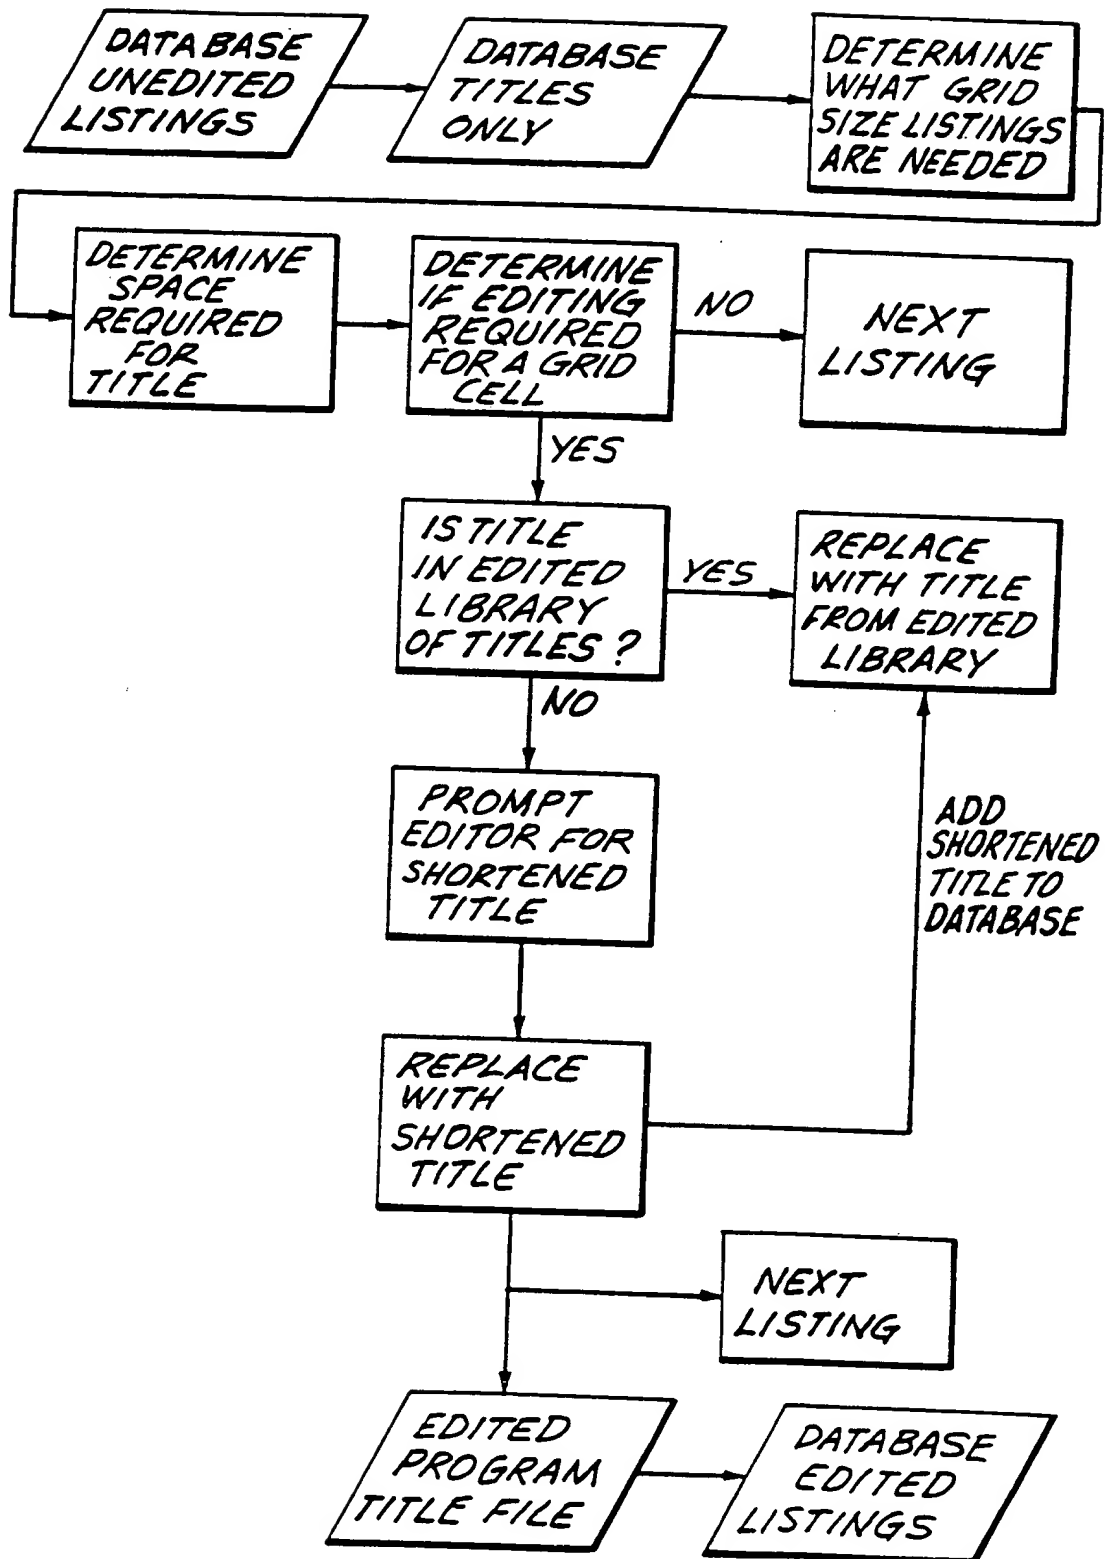 DATABASE
UNEDITED
LISTINGS
DATABASE
TITLES
ONLY
DETERMINE
WHAT GRID
SIZE LISTINGS
ARE NEEDED
DETERMINE
SPACE
REQUIRED
FOR
TITLE
DETERMINE
IF EDITING
REQUIRED
FOR A GRID
CELL
NO
NEXT
LISTING
YES
IS TITLE
IN EDITED
LIBRARY
OF TITLES ?
YES
REPLACE
WITH TITLE
FROM EDITED
LIBRARY
NO
PROMPT
EDITOR FOR
SHORTENED
TITLE
ADD
SHORTENED
TITLE TO
DATABASE
REPLACE
WITH
SHORTENED
TITLE
NEXT
LISTING
EDITED
PROGRAM
TITLE FILE
DATABASE
EDITED
LISTINGS